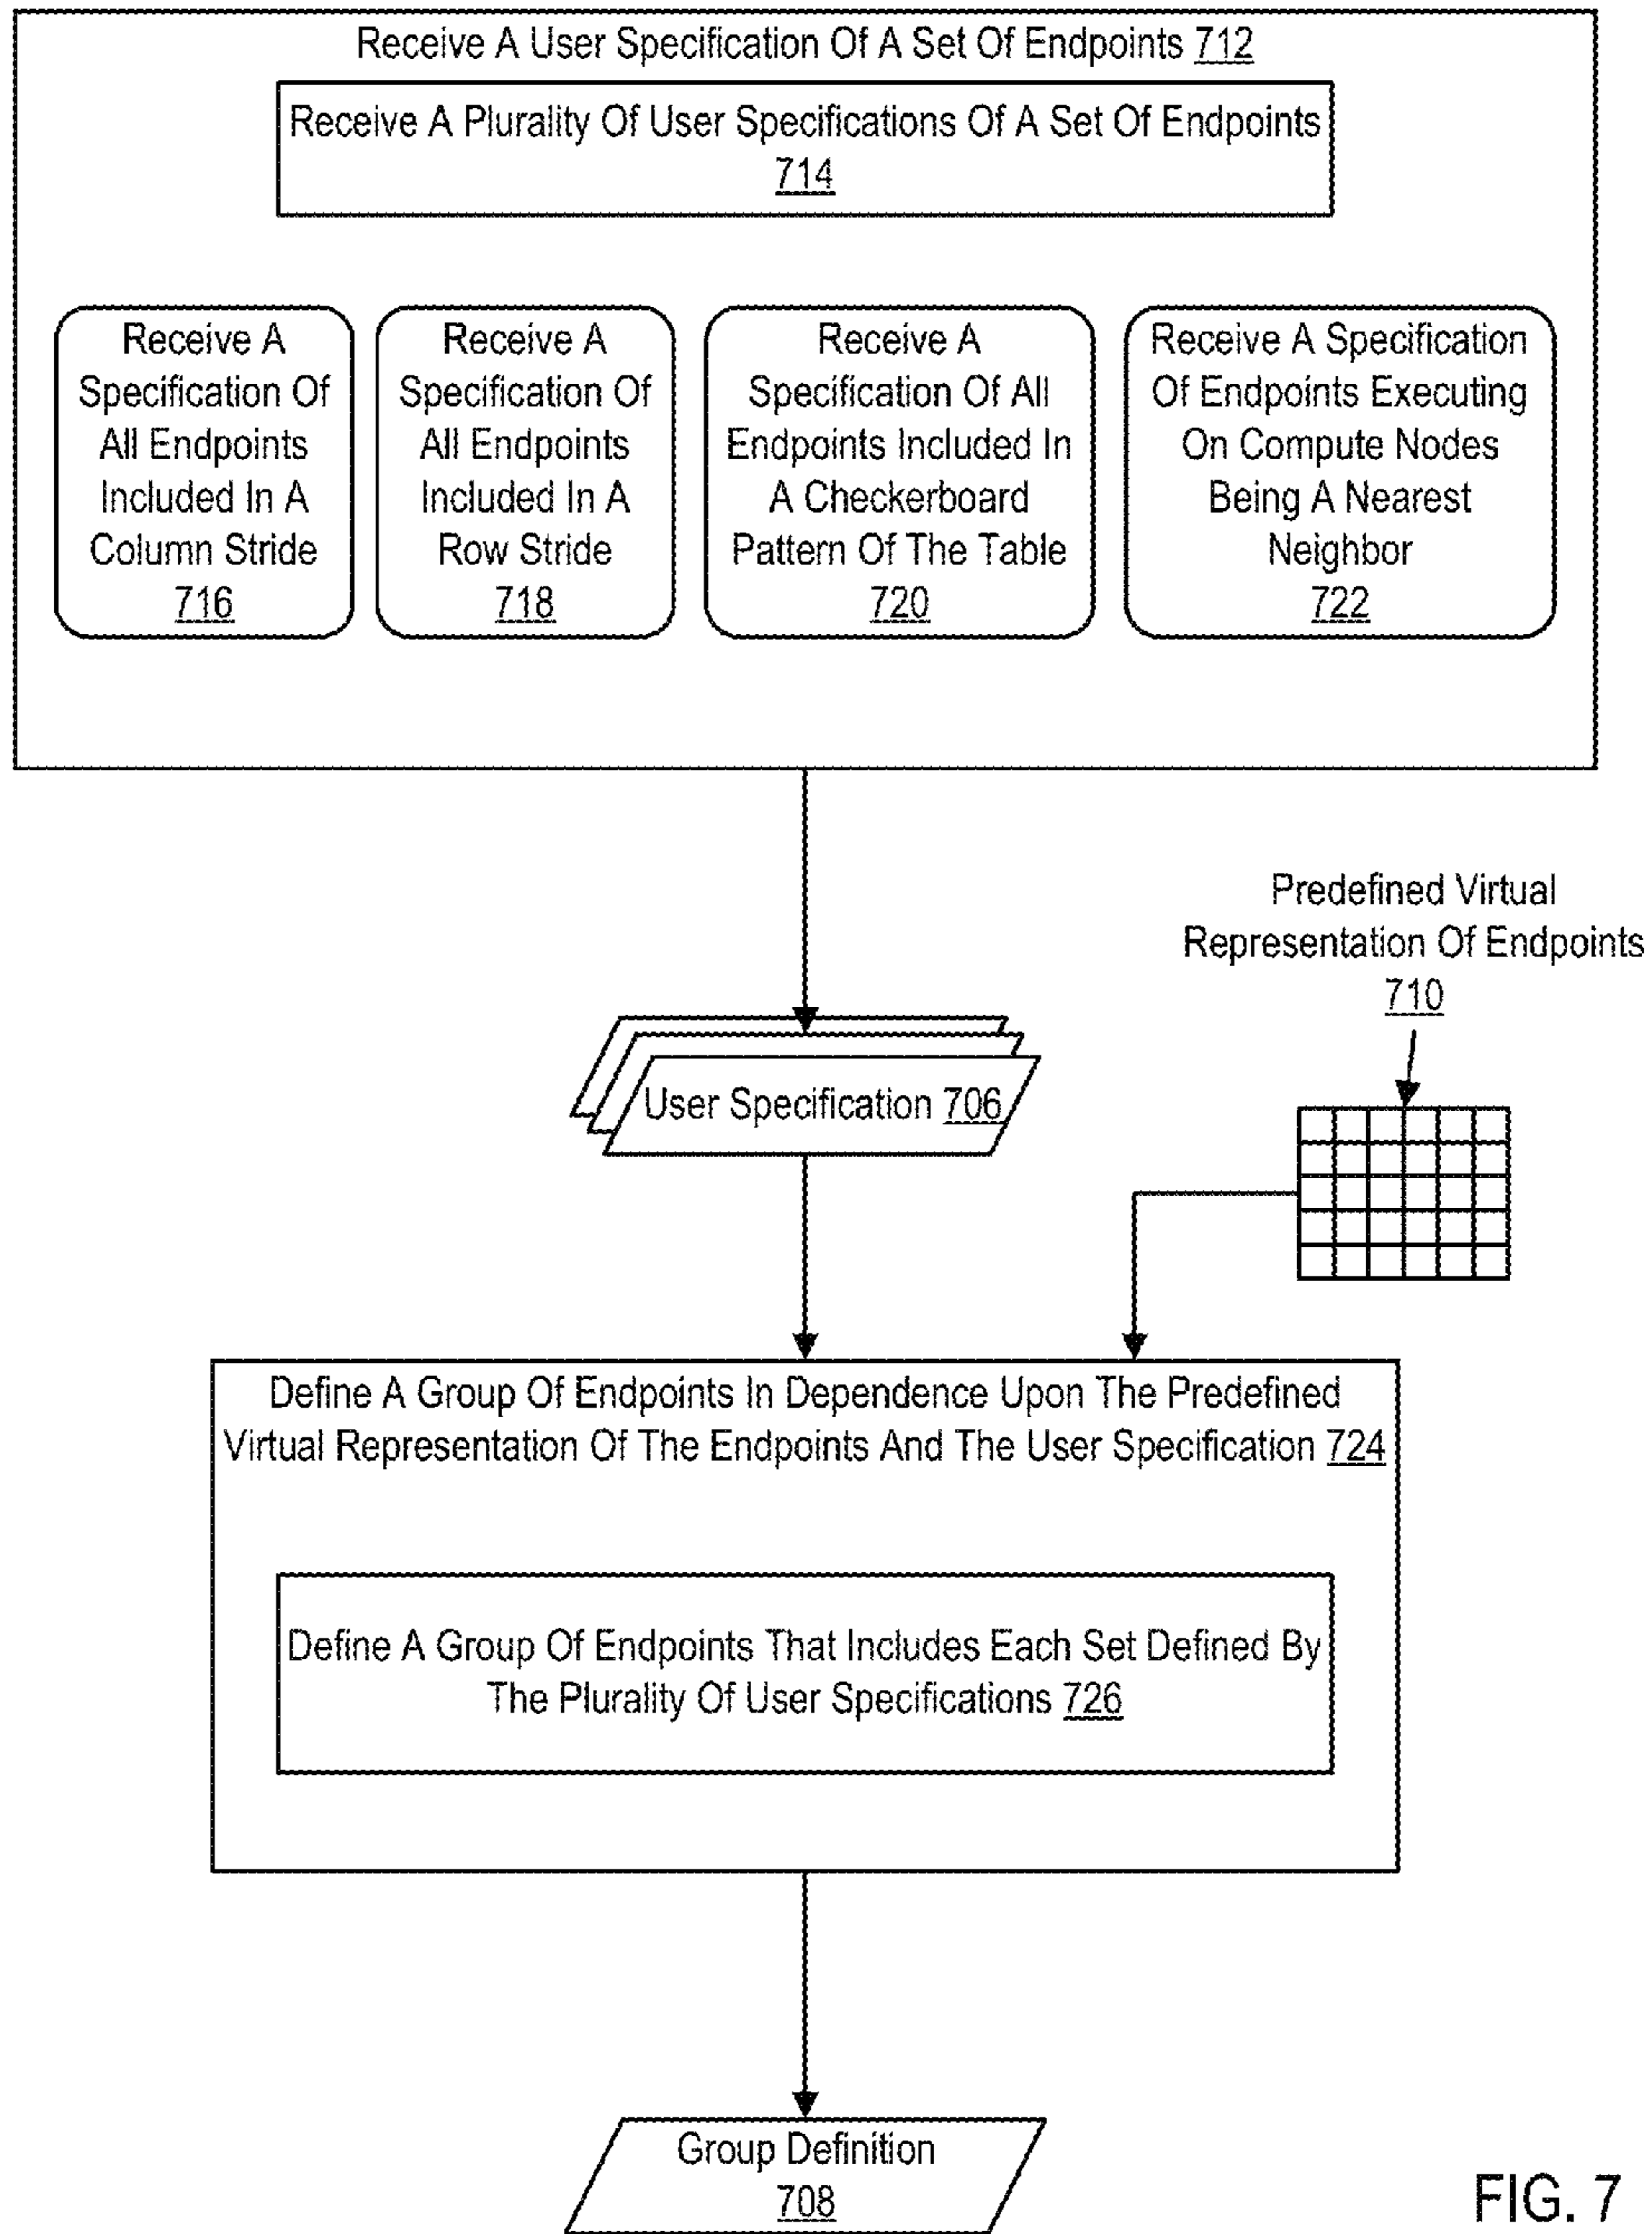 Receive A User Specification Of A Set Of Endpoints 712
Receive A Plurality Of User Specifications Of A Set Of Endpoints
714
Receive A
Specification Of
All Endpoints
Included In A
Column Stride
716
Receive A
Specification Of
All Endpoints
Included In A
Row Stride
718
Receive A
Specification Of All
Endpoints Included In
A Checkerboard
Pattern Of The Table
720
Receive A Specification
Of Endpoints Executing
On Compute Nodes
Being A Nearest
Neighbor
722
Predefined Virtual
Representation Of Endpoints
710
User Specification 706
Define A Group Of Endpoints In Dependence Upon The Predefined
Virtual Representation Of The Endpoints And The User Specification 724
Define A Group Of Endpoints That Includes Each Set Defined By
The Plurality Of User Specifications 726
Group Definition
708
FIG. 7